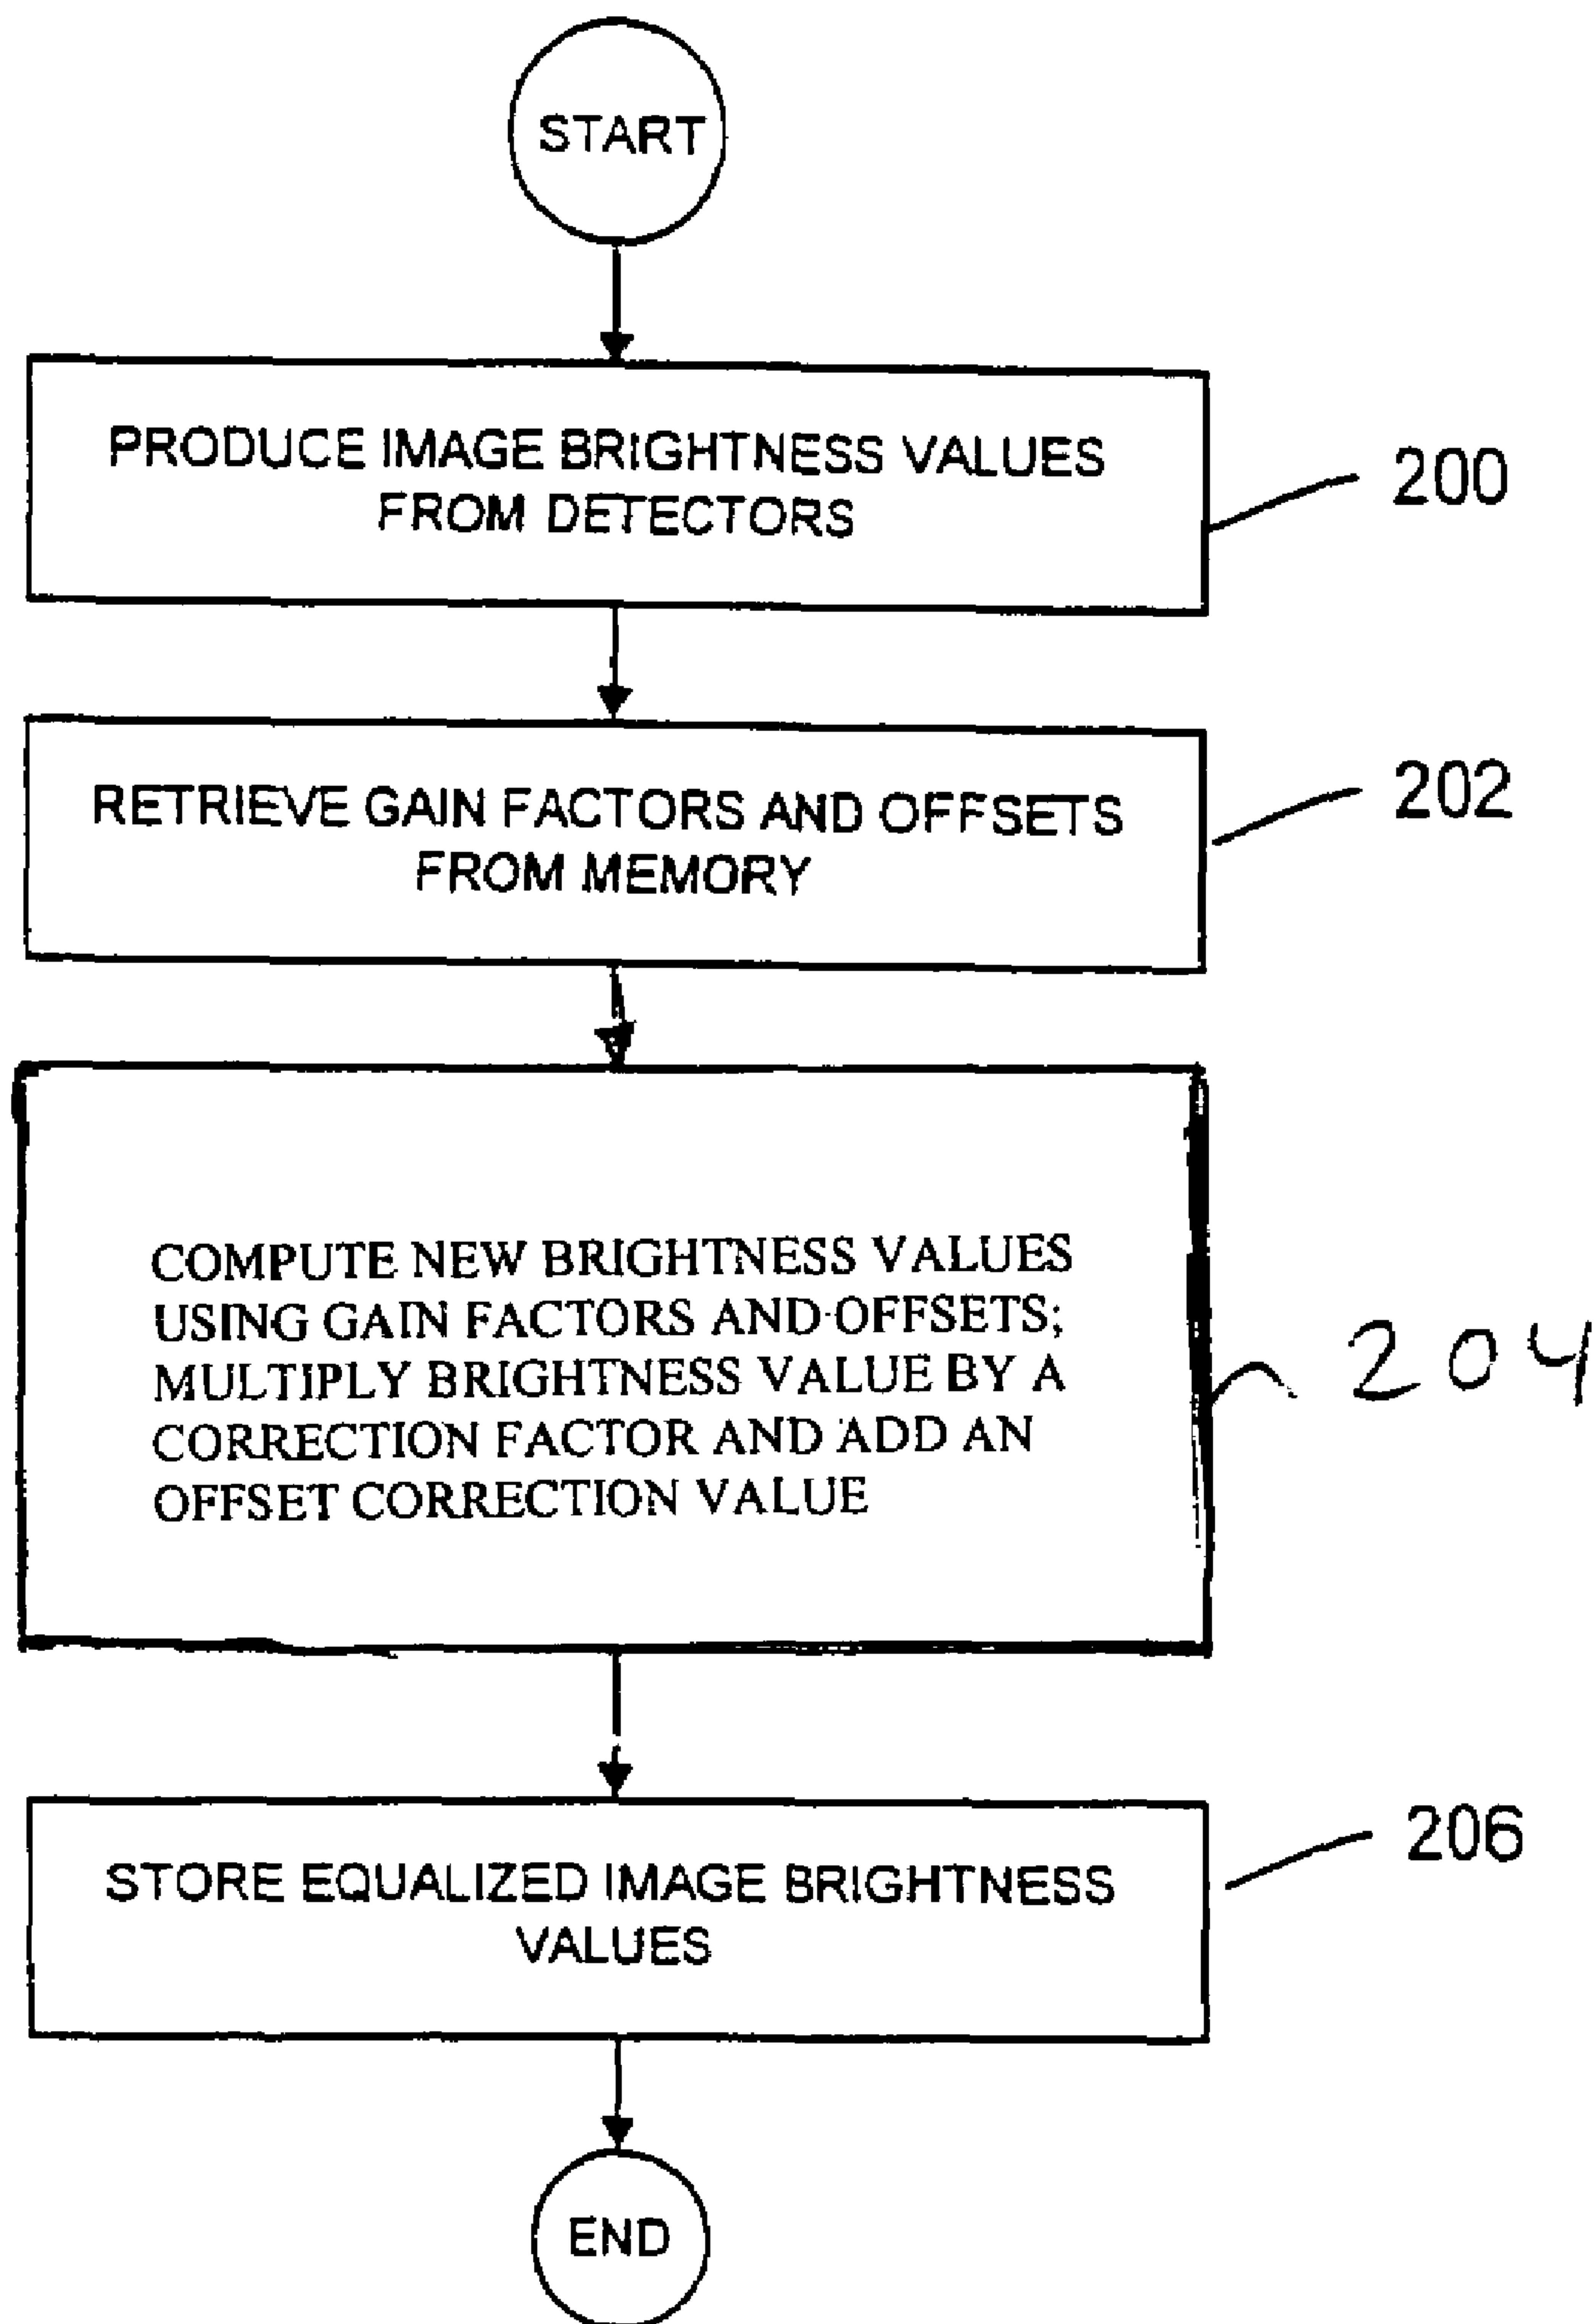 START
PRODUCE IMAGE BRIGHTNESS VALUES
FROM DETECTORS
200
RETRIEVE GAIN FACTORS AND OFFSETS
FROM MEMORY
202
COMPUTE NEW BRIGHTNESS VALUES
USING GAIN FACTORS AND OFFSETS;
MULTIPLY BRIGHTNESS VALUE BY A
CORRECTION FACTOR AND ADD AN
OFFSET CORRECTION VALUE
204
STORE EQUALIZED IMAGE BRIGHTNESS
VALUES
206
END